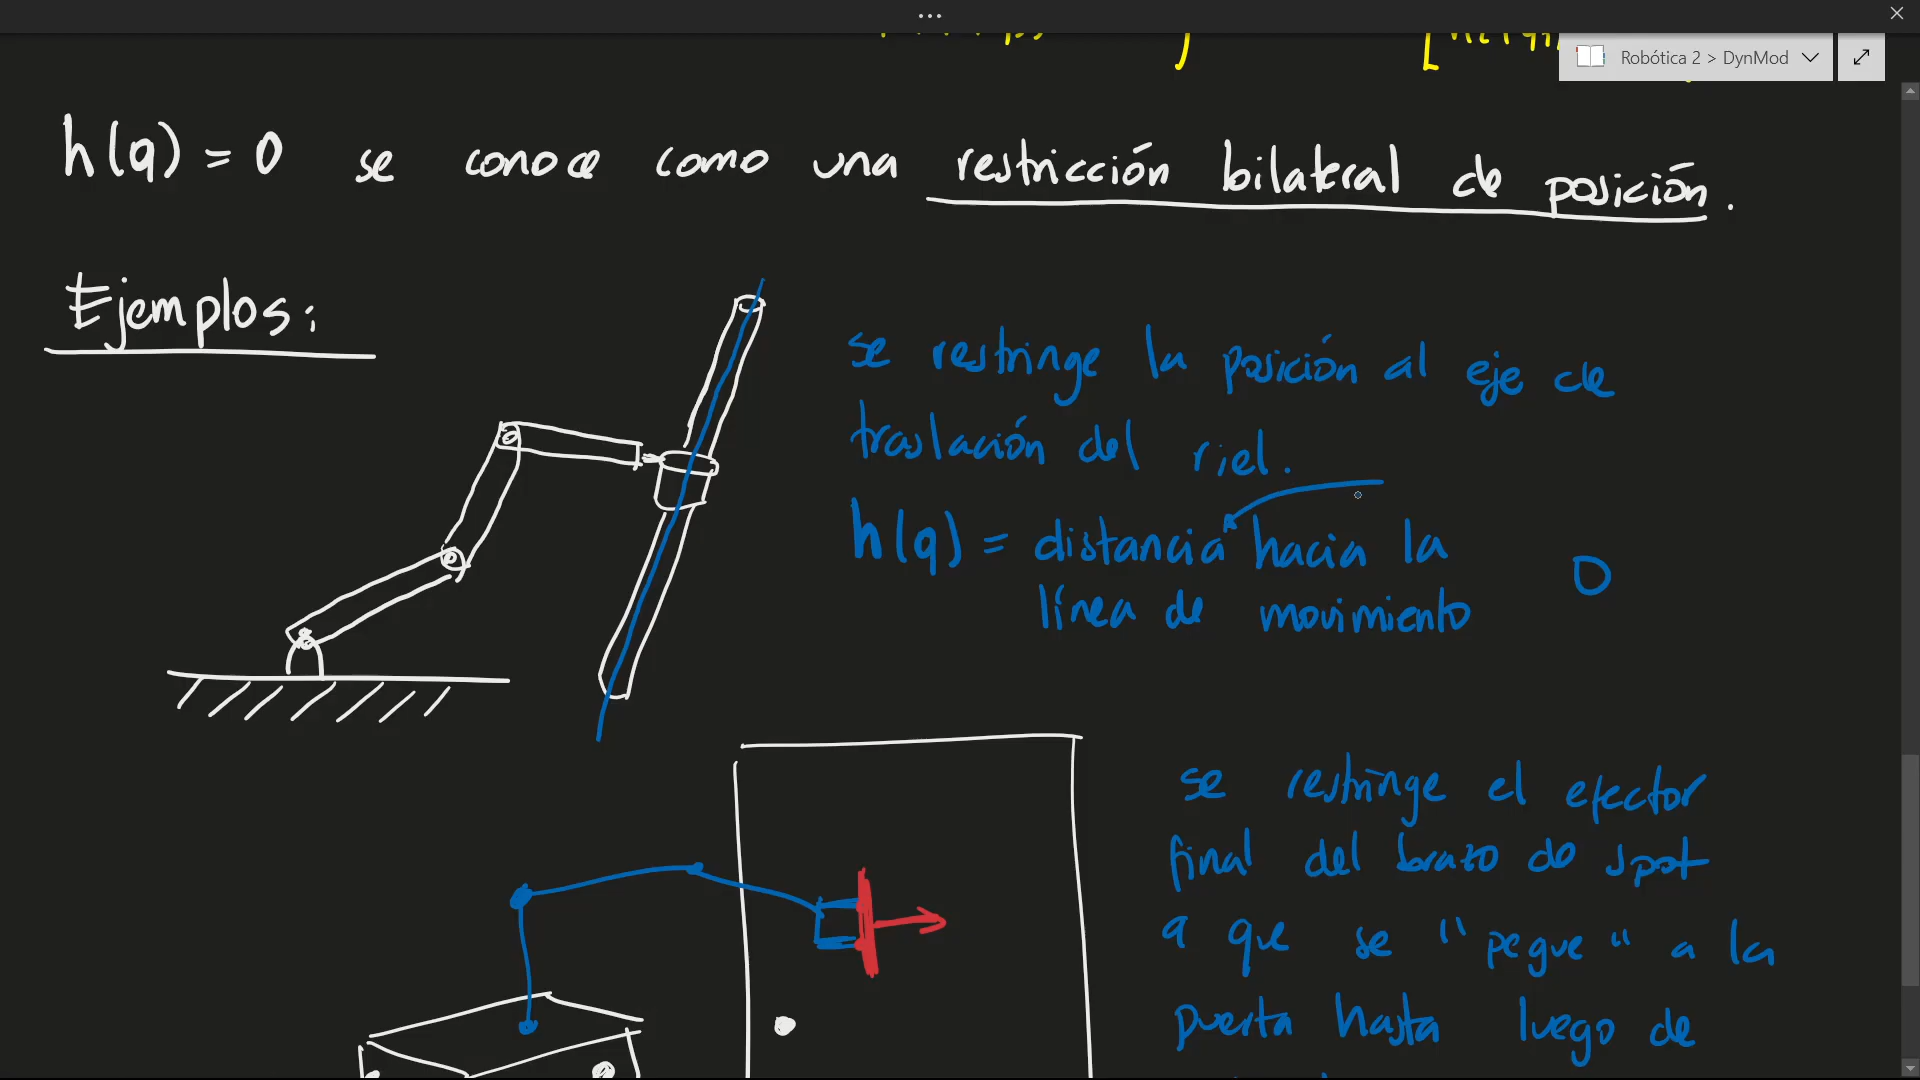 Robótica 2 > DynMod
h(q) = 0 se conoce como una restricción bilateral de posición.
Ejemplos:
se restringe la posición al eje de
traslación del riel.
h(q) = distancia hacia la
línea de movimiento
0
se restringe el efector
final del brazo de spot
a que se "pegue" a la
puerta hasta luego de